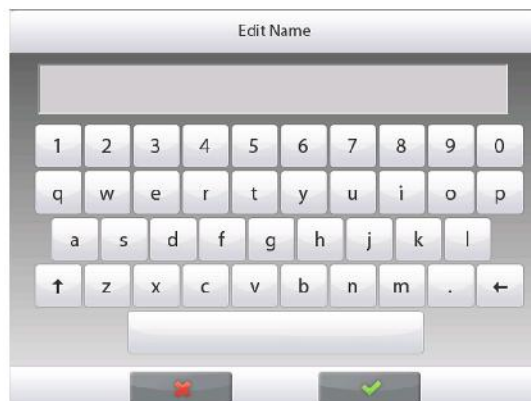 Edit Name
1 2 3 4 5 6 7 8 9 0
q w e r t y u i o p
a s d f g h j k l
↑ z x c v b n m . ←